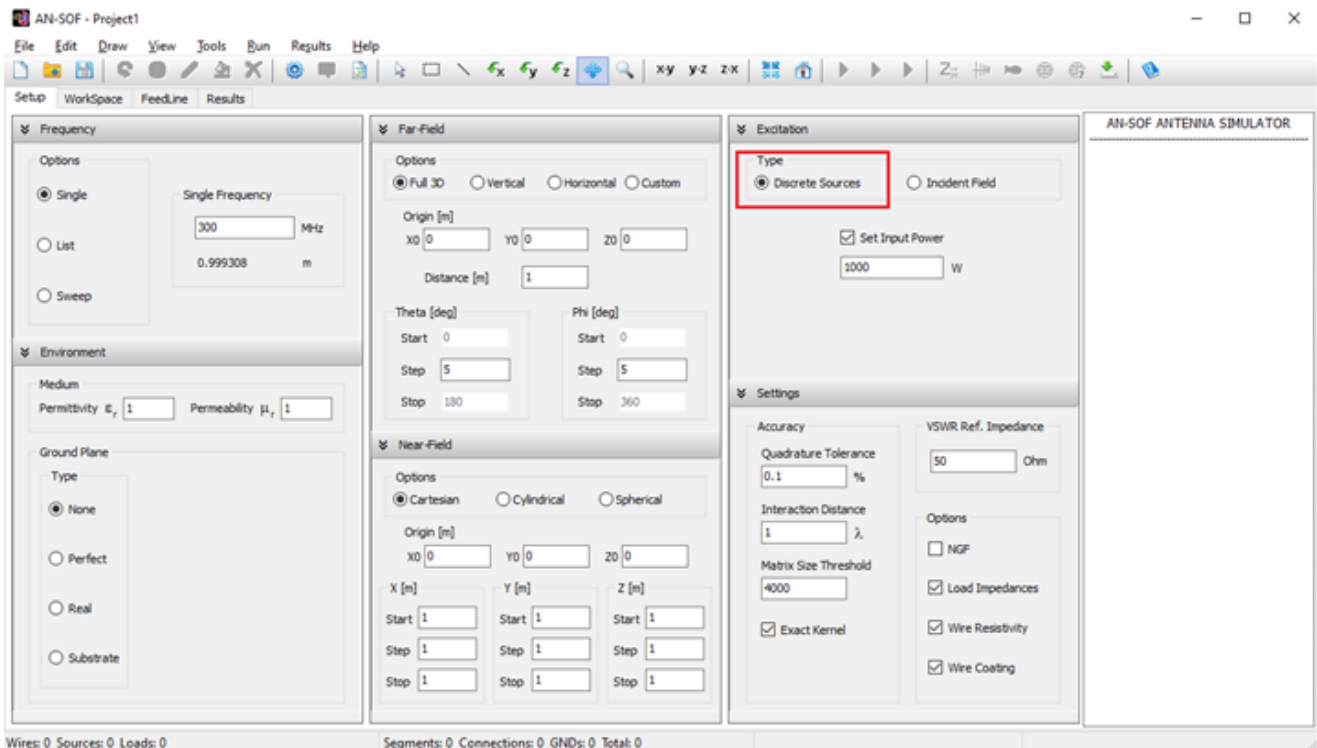 AN-SOF - Project1
File Edit Draw View Tools Run Results Help
x y z x-y y-z z-x
Setup WorkSpace FeedLine Results
Frequency
Options
Single
List
Sweep
Single Frequency
300 MHz
0.999308 m
Environment
Medium
Permittivity εr 1 Permeability μr 1
Ground Plane
Type
None
Perfect
Real
Substrate
Far-Field
Options
Full 3D Vertical Horizontal Custom
Origin [m]
X0 0 Y0 0 Z0 0
Distance [m] 1
Theta [deg]
Start 0
Step 5
Stop 180
Phi [deg]
Start 0
Step 5
Stop 360
Near-Field
Options
Cartesian Cylindrical Spherical
Origin [m]
X0 0 Y0 0 Z0 0
X [m] Y [m] Z [m]
Start 1 Start 1 Start 1
Step 1 Step 1 Step 1
Stop 1 Stop 1 Stop 1
Excitation
Type
Discrete Sources Incident Field
Set Input Power
1000 W
Settings
Accuracy
Quadrature Tolerance
0.1 %
Interaction Distance
1 λ
Matrix Size Threshold
4000
Exact Kernel
VSWR Ref. Impedance
50 Ohm
Options
NGF
Load Impedances
Wire Resistivity
Wire Coating
AN-SOF ANTENNA SIMULATOR
Wires: 0 Sources: 0 Loads: 0 Segments: 0 Connections: 0 GNDs: 0 Total: 0